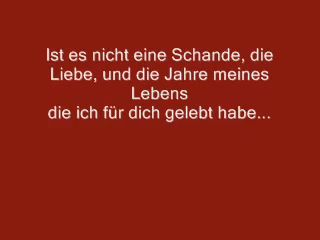 Ist es nicht eine Schande, die
Liebe, und die Jahre meines
Lebens
die ich für dich gelebt habe...